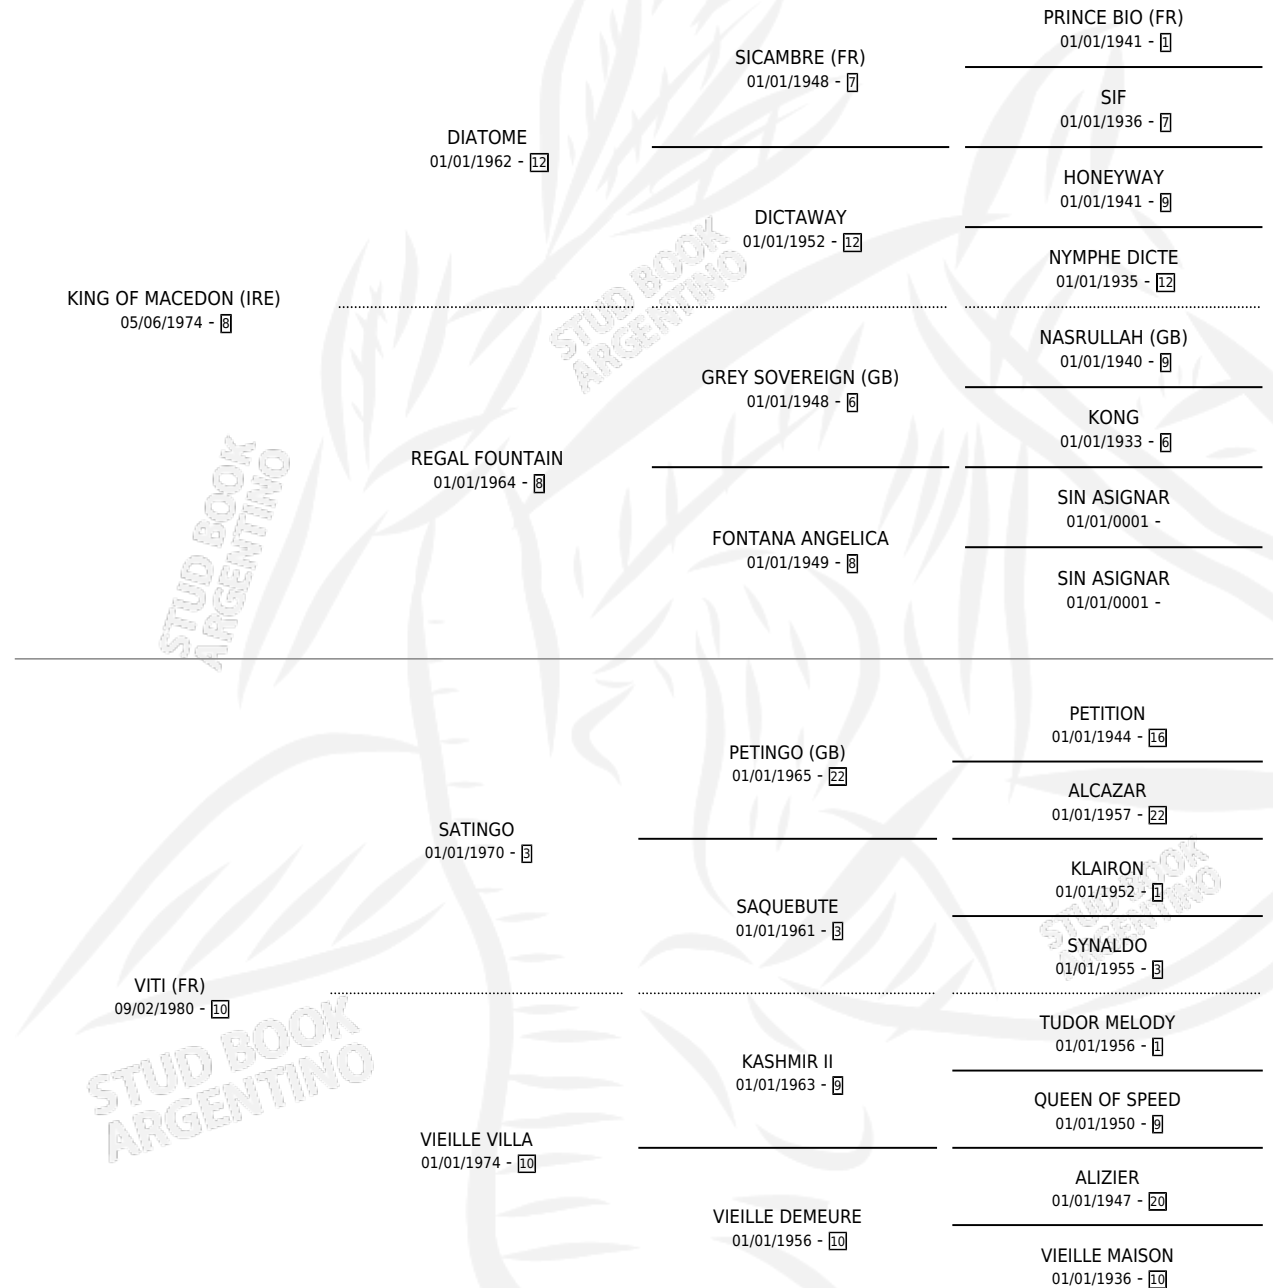 PRINCE BIO (FR)
01/01/1941 - 1
SICAMBRE (FR)
01/01/1948 - 7
SIF
01/01/1936 - 7
DIATOME
01/01/1962 - 12
HONEYWAY
01/01/1941 - 9
DICTAWAY
01/01/1952 - 12
NYMPHE DICTE
01/01/1935 - 12
KING OF MACEDON (IRE)
05/06/1974 - 8
NASRULLAH (GB)
01/01/1940 - 9
GREY SOVEREIGN (GB)
01/01/1948 - 6
KONG
01/01/1933 - 6
REGAL FOUNTAIN
01/01/1964 - 8
SIN ASIGNAR
01/01/0001 -
FONTANA ANGELICA
01/01/1949 - 8
SIN ASIGNAR
01/01/0001 -
STUD BOOK
ARGENTINO
STUD BOOK
ARGENTINO
PETITION
01/01/1944 - 16
PETINGO (GB)
01/01/1965 - 22
ALCAZAR
01/01/1957 - 22
SATINGO
01/01/1970 - 3
KLAIRON
01/01/1952 - 1
SAQUEBUTE
01/01/1961 - 3
SYNALDO
01/01/1955 - 3
STUD BOOK
ARGENTINO
VITI (FR)
09/02/1980 - 10
STUD BOOK
ARGENTINO
TUDOR MELODY
01/01/1956 - 1
KASHMIR II
01/01/1963 - 9
QUEEN OF SPEED
01/01/1950 - 9
VIEILLE VILLA
01/01/1974 - 10
ALIZIER
01/01/1947 - 20
VIEILLE DEMEURE
01/01/1956 - 10
VIEILLE MAISON
01/01/1936 - 10